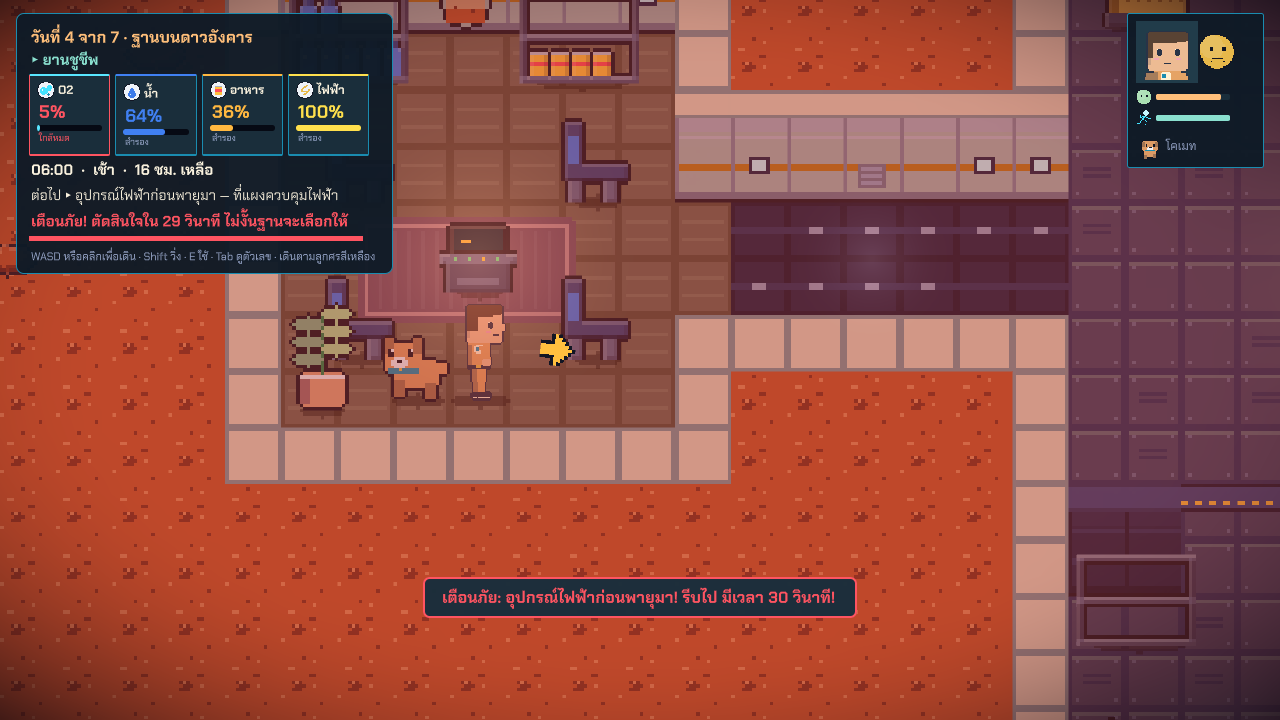 วันที่ 4 จาก 7 · ฐานบนดาวอังคาร
▸ ยานชูชีพ
O2
5%
ใกล้หมด
น้ำ
64%
สำรอง
อาหาร
36%
สำรอง
ไฟฟ้า
100%
สำรอง
06:00 · เช้า · 16 ชม. เหลือ
ต่อไป ▸ อุปกรณ์ไฟฟ้าก่อนพายุมา — ที่แผงควบคุมไฟฟ้า
เตือนภัย! ตัดสินใจใน 29 วินาที ไม่งั้นฐานจะเลือกให้
WASD หรือคลิกเพื่อเดิน · Shift วิ่ง · E ใช้ · Tab ดูตัวเลข · เดินตามลูกศรสีเหลือง
โคเมท
เตือนภัย: อุปกรณ์ไฟฟ้าก่อนพายุมา! รีบไป มีเวลา 30 วินาที!